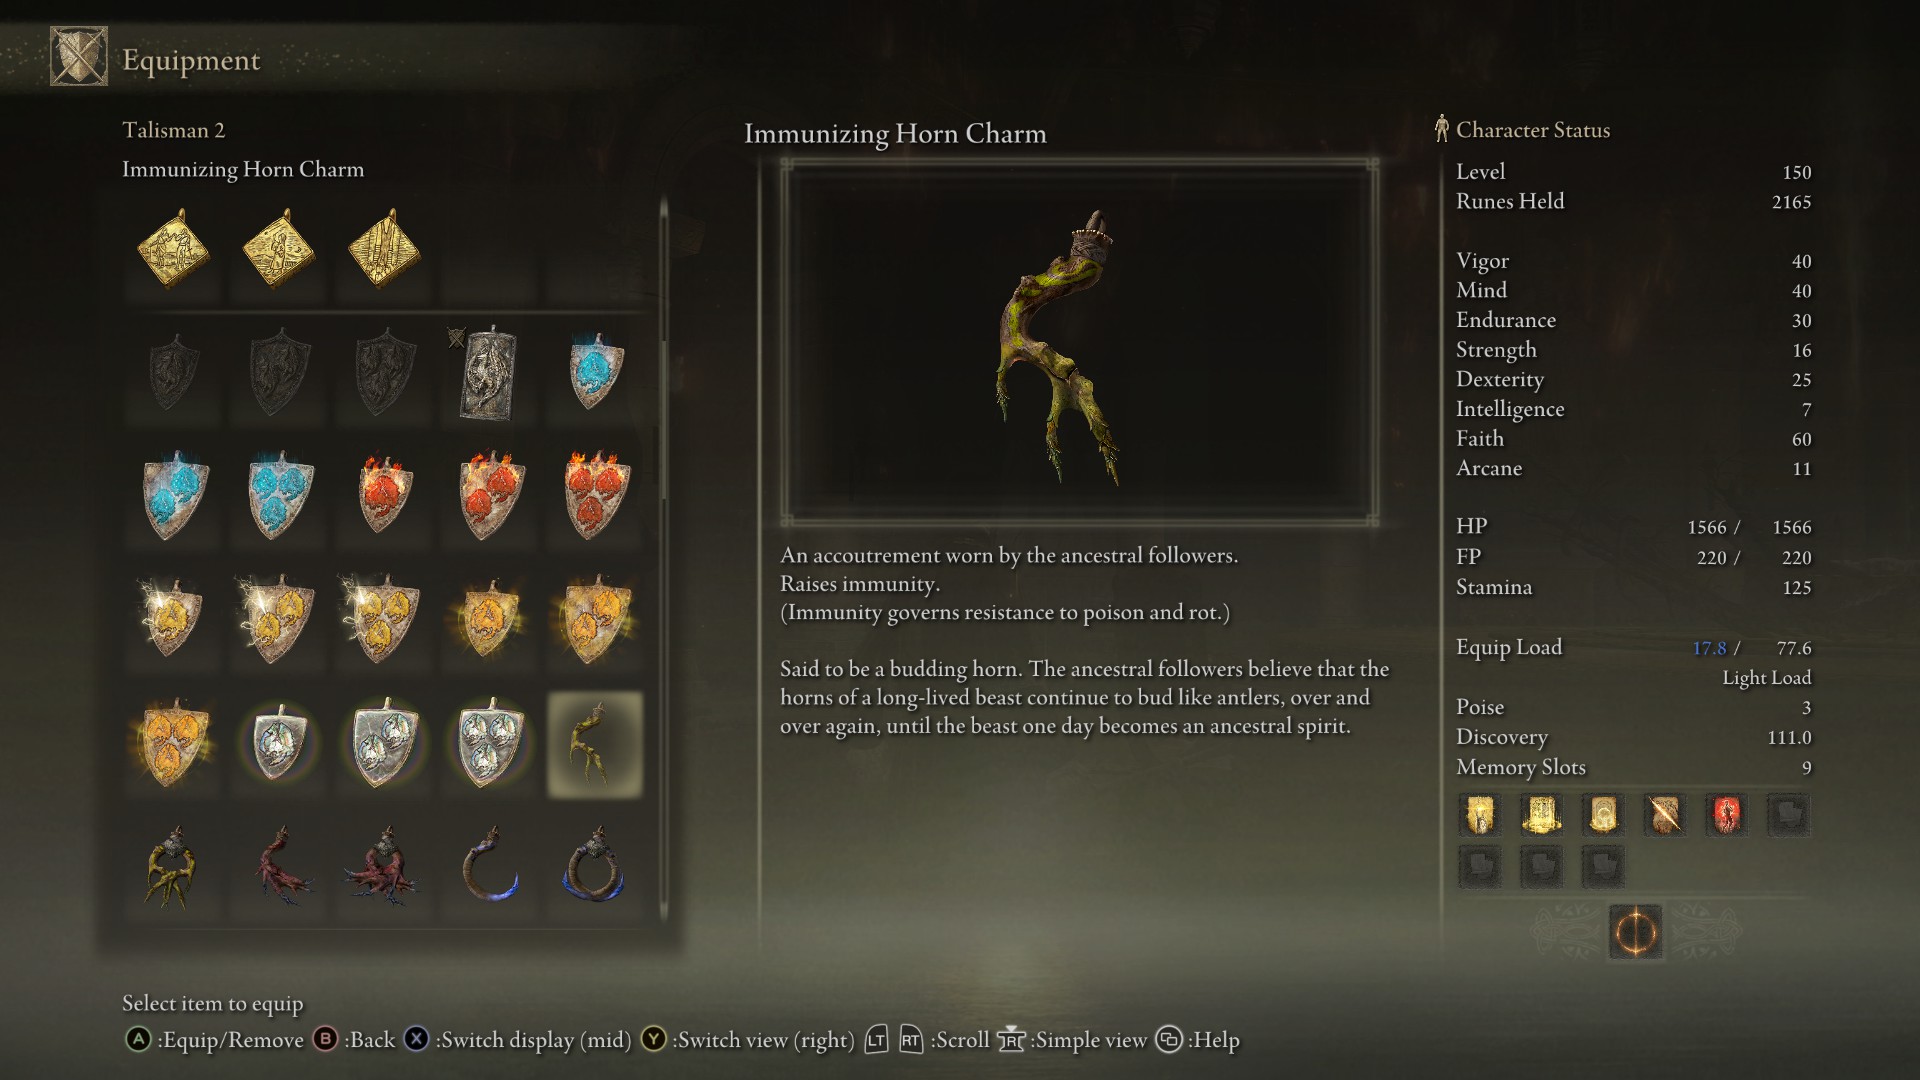 Equipment
Talisman 2
Immunizing Horn Charm
Immunizing Horn Charm
An accoutrement worn by the ancestral followers.
Raises immunity.
(Immunity governs resistance to poison and rot.)
Said to be a budding horn. The ancestral followers believe that the
horns of a long-lived beast continue to bud like antlers, over and
over again, until the beast one day becomes an ancestral spirit.
Character Status
Level 150
Runes Held 2165
Vigor 40
Mind 40
Endurance 30
Strength 16
Dexterity 25
Intelligence 7
Faith 60
Arcane 11
HP 1566 / 1566
FP 220 / 220
Stamina 125
Equip Load 17.8 / 77.6
Light Load
Poise 3
Discovery 111.0
Memory Slots 9
Select item to equip
A :Equip/Remove B :Back X :Switch display (mid) Y :Switch view (right) LT RT :Scroll R :Simple view :Help